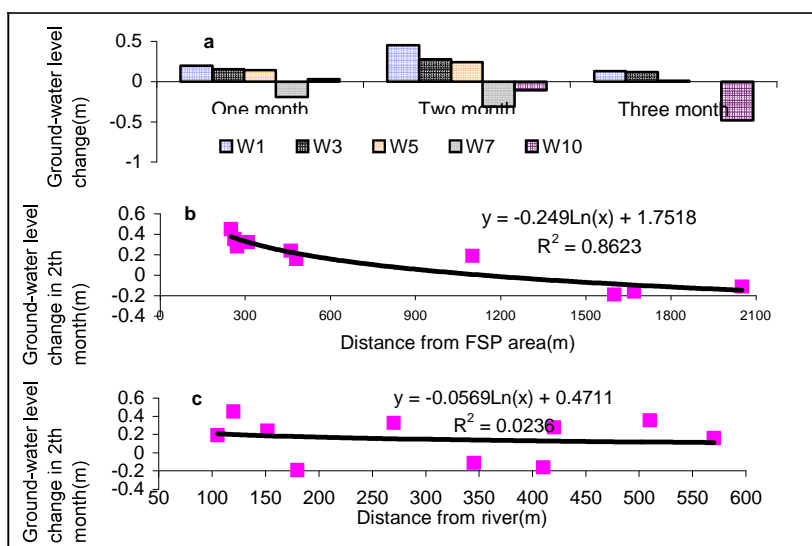 a
Ground-water level
change(m)
0.5
0
-0.5
-1
One month
Two month
Three month
W1 W3 W5 W7 W10
b
Ground-water level
change in 2th
month(m)
0.6
0.4
0.2
0
-0.2
-0.4
y = -0.249Ln(x) + 1.7518
R² = 0.8623
0 300 600 900 1200 1500 1800 2100
Distance from FSP area(m)
c
Ground-water level
change in 2th
month(m)
0.6
0.4
0.2
0
-0.2
-0.4
y = -0.0569Ln(x) + 0.4711
R² = 0.0236
50 100 150 200 250 300 350 400 450 500 550 600
Distance from river(m)